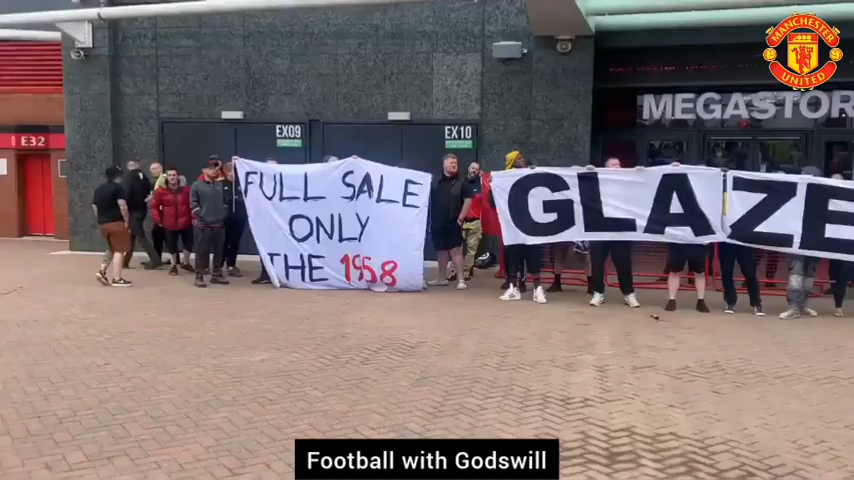 MANCHESTER
UNITED
MEGASTOR
E32
EX09
EX10
FULL SALE
ONLY
THE 1958
GLAZE
Football with Godswill